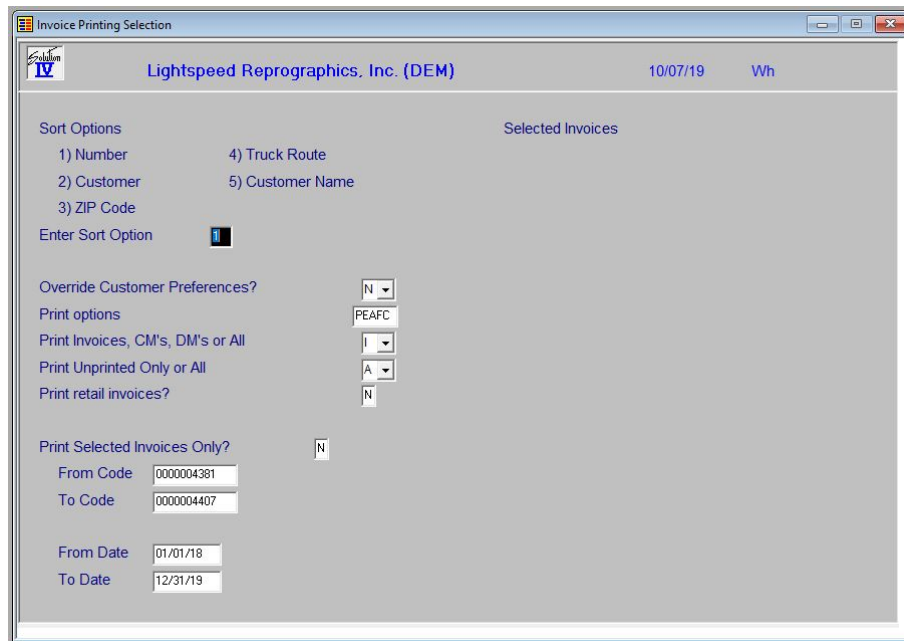 Invoice Printing Selection
Solution IV
Lightspeed Reprographics, Inc. (DEM) 10/07/19 Wh
Sort Options Selected Invoices
1) Number 4) Truck Route
2) Customer 5) Customer Name
3) ZIP Code
Enter Sort Option 1
Override Customer Preferences? N
Print options PEAFC
Print Invoices, CM's, DM's or All I
Print Unprinted Only or All A
Print retail invoices? N
Print Selected Invoices Only? N
From Code 0000004381
To Code 0000004407
From Date 01/01/18
To Date 12/31/19